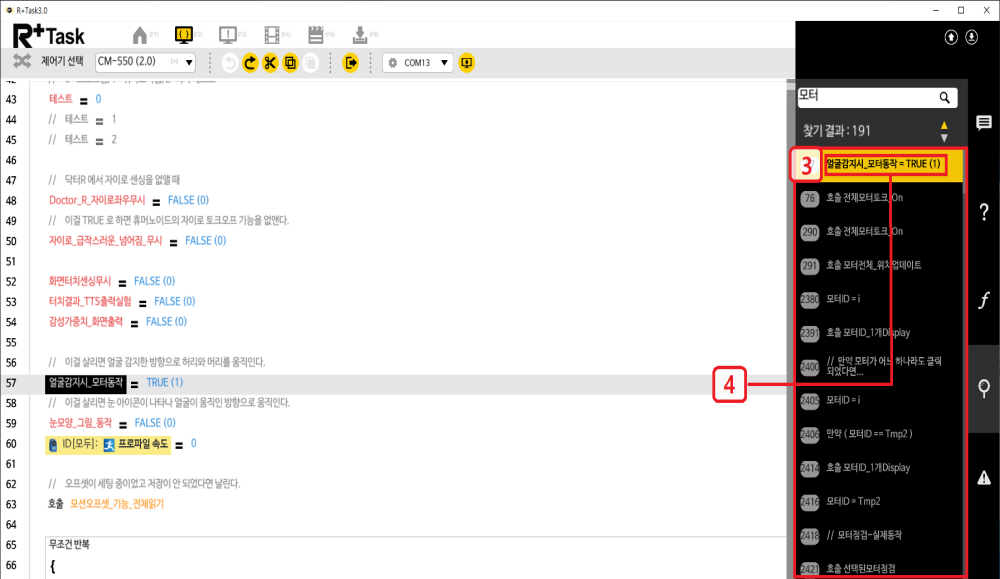 R+Task3.0
R+Task
(F1)
(F2)
(F3)
(F4)
(F5)
(F6)
제어기 선택
CM-550 (2.0)
(-)
COM13
43 테스트 = 0
44 // 테스트 = 1
45 // 테스트 = 2
46
47 // 닥터R 에서 자이로 센싱을 없앨 때
48 Doctor_R_자이로좌우무시 = FALSE (0)
49 // 이걸 TRUE 로 하면 휴머노이드의 자이로 토크오프 기능을 없앤다.
50 자이로_급작스러운_넘어짐_무시 = FALSE (0)
51
52 화면터치센싱무시 = FALSE (0)
53 터치결과_TTS출력실험 = FALSE (0)
54 감성가중치_화면출력 = FALSE (0)
55
56 // 이걸 살리면 얼굴 감지한 방향으로 허리와 머리를 움직인다.
57 얼굴감지시_모터동작 = TRUE (1)
58 // 이걸 살리면 눈 아이콘이 나타나 얼굴이 움직인 방향으로 움직인다.
59 눈모양_그림_동작 = FALSE (0)
60 ID[모두]: 프로파일 속도 = 0
61
62 // 오프셋이 세팅 중이었고 저장이 안 되었다면 날린다.
63 호출 모션오프셋_기능_전체읽기
64
65 무조건 반복
66 {
모터
찾기 결과 : 191
3 얼굴감지시_모터동작 = TRUE (1)
76 호출 전체모터토크_On
290 호출 전체모터토크_On
291 호출 모터전체_위치업데이트
2380 모터ID = i
2391 호출 모터ID_1개Display
2400 // 만약 모터가 어느 하나라도 클릭
되었다면...
4
2405 모터ID = i
2406 만약 ( 모터ID == Tmp2 )
2414 호출 모터ID_1개Display
2416 모터ID = Tmp2
2418 // 모터점검-실제동작
2421 호출 선택된모터점검